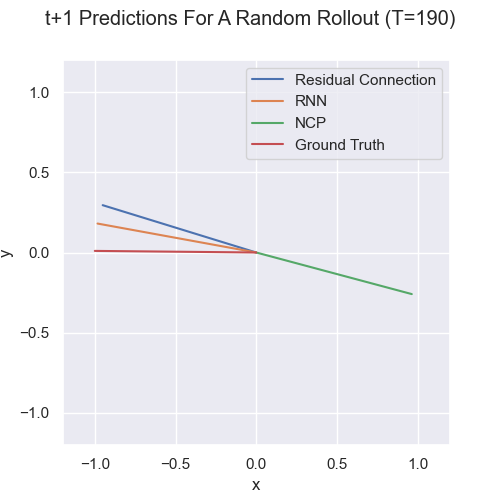 t+1 Predictions For A Random Rollout (T=190)
Residual Connection
RNN
NCP
Ground Truth
1.0
0.5
0.0
−0.5
−1.0
y
−1.0 −0.5 0.0 0.5 1.0
x